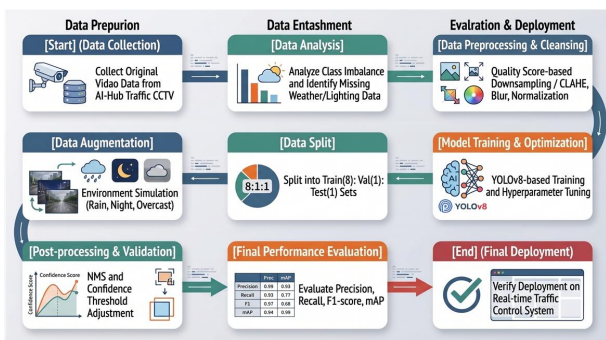 Data Prepurion
Data Entashment
Evalration & Deployment
[Start] (Data Collection)
Collect Original
Vidao Data from
AI-Hub Traffic CCTV
[Data Analysis]
Analyze Class Imbalance
and Identify Missing
Weather/Lighting Data
[Data Preprocessing & Cleansing]
Quality Score-based
Downsampling / CLAHE,
Blur, Normalization
[Data Augmentation]
Environment Simulation
(Rain, Night, Overcast)
[Data Split]
8:1:1
Split into Train(8): Val(1):
Test(1) Sets
[Model Training & Optimization]
AI
YOLOv8
YOLOv8-based Training
and Hyperparameter Tuning
[Post-processing & Validation]
Confidence Score
Confidence Score
NMS and
Confidence
Threshold
Adjustment
[Final Performance Evaluation]
Prec mAP
Precision 0.99 0.93
Recall 0.93 0.77
F1 0.97 0.68
mAP 0.94 0.99
Evaluate Precision,
Recall, F1-score, mAP
[End] (Final Deployment)
Verify Deployment on
Real-time Traffic
Control System